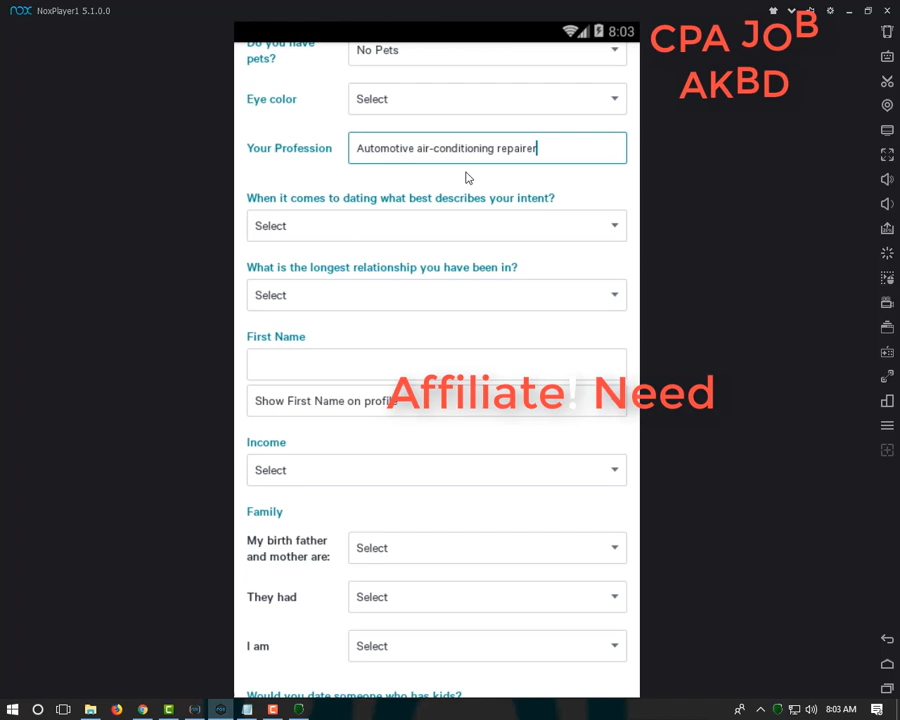 nox NoxPlayer1 5.1.0.0
8:03
CPA JOB
AKBD
Do you have
pets?
No Pets
Eye color
Select
Your Profession
Automotive air-conditioning repairer
When it comes to dating what best describes your intent?
Select
What is the longest relationship you have been in?
Select
First Name
Affiliate! Need
Show First Name on profile
Income
Select
Family
My birth father
and mother are:
Select
They had
Select
I am
Select
Would you date someone who has kids?
8:03 AM